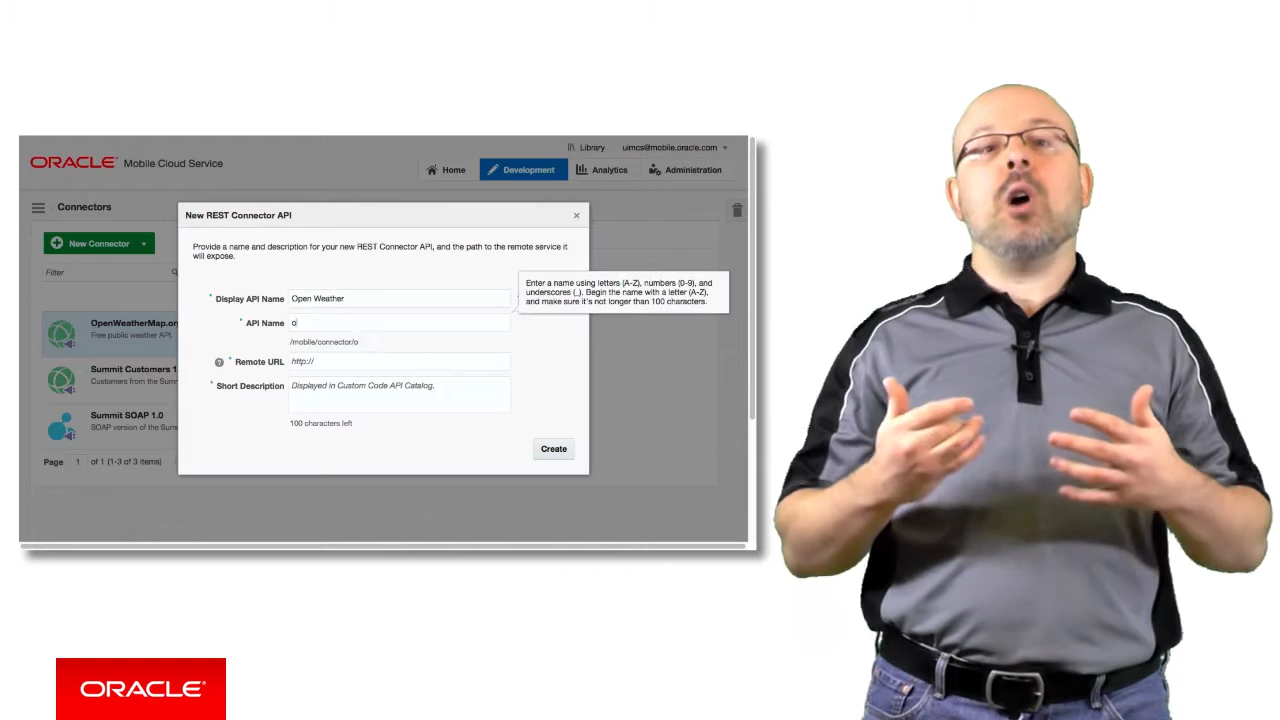 Library
uimcs@mobile.oracle.com
ORACLE® Mobile Cloud Service
Home
Development
Analytics
Administration
Connectors
New Connector
Filter
OpenWeatherMap.or
Free public weather API.
Summit Customers 1
Customers from the Sum
Summit SOAP 1.0
SOAP version of the Sum
Page 1 of 1 (1-3 of 3 items)
New REST Connector API
×
Provide a name and description for your new REST Connector API, and the path to the remote service it
will expose.
* Display API Name Open Weather
* API Name o
/mobile/connector/o
? * Remote URL http://
* Short Description Displayed in Custom Code API Catalog.
100 characters left
Create
Enter a name using letters (A-Z), numbers (0-9), and
underscores (_). Begin the name with a letter (A-Z),
and make sure it's not longer than 100 characters.
ORACLE®